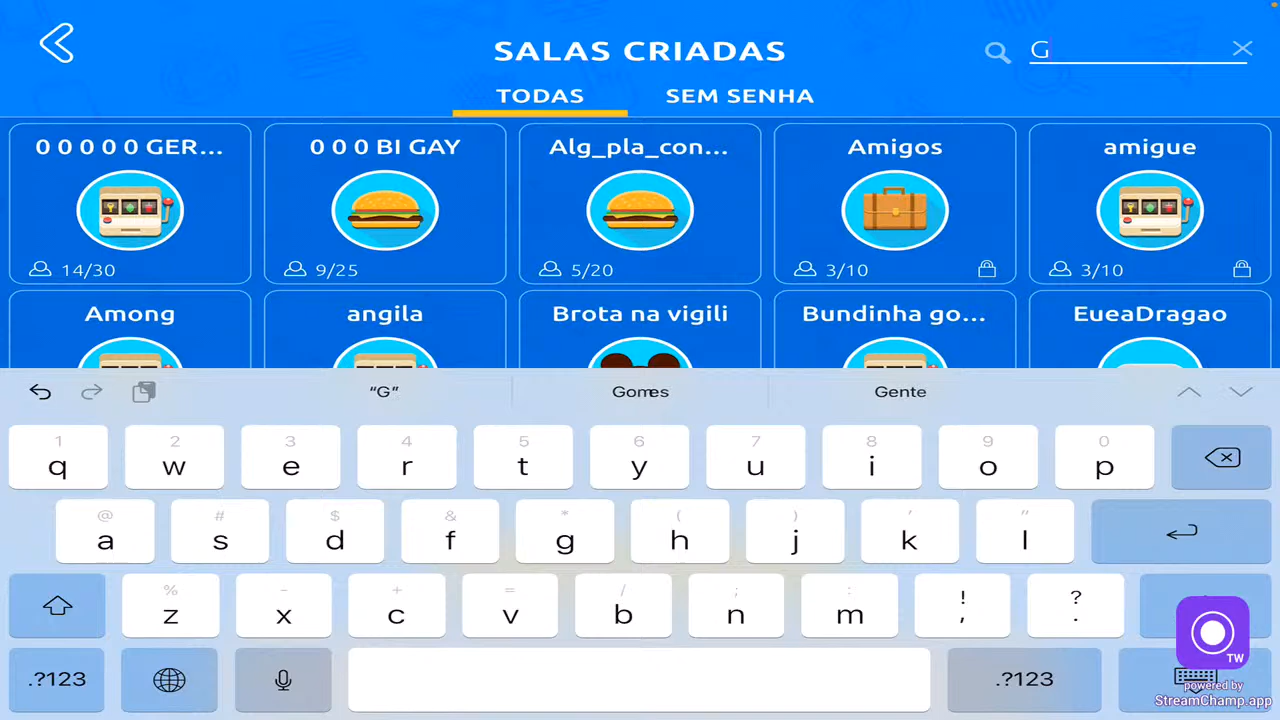 SALAS CRIADAS
G
TODAS
SEM SENHA
0 0 0 0 0 GER...
0 0 0 BI GAY
Alg_pla_con...
Amigos
amigue
14/30
9/25
5/20
3/10
3/10
Among
angila
Brota na vigili
Bundinha go...
EueaDragao
“G”
Gomes
Gente
1 2 3 4 5 6 7 8 9 0
q w e r t y u i o p
@ # $ & * ( ) ' "
a s d f g h j k l
% - + = / ; : ! ?
z x c v b n m , .
.?123
.?123
TW
powered by
StreamChamp.app